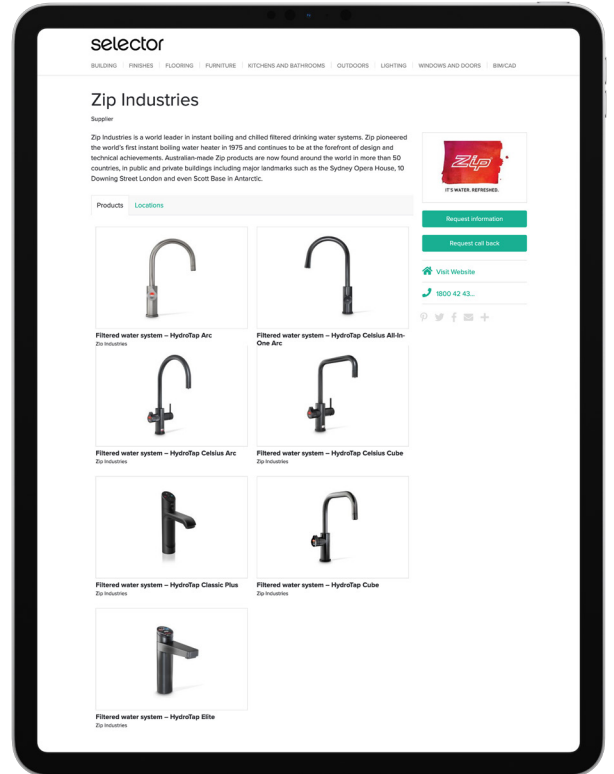 selector
BUILDING FINISHES FLOORING FURNITURE KITCHENS AND BATHROOMS OUTDOORS LIGHTING WINDOWS AND DOORS BIM/CAD
Zip Industries
Supplier
Zip Industries is a world leader in instant boiling and chilled filtered drinking water systems. Zip pioneered
the world's first instant boiling water heater in 1975 and continues to be at the forefront of design and
technical achievements. Australian-made Zip products are now found around the world in more than 50
countries, in public and private buildings including major landmarks such as the Sydney Opera House, 10
Downing Street London and even Scott Base in Antarctic.
Zip
IT'S WATER. REFRESHED.
Request information
Request call back
Visit Website
1800 42 43...
Products Locations
Filtered water system – HydroTap Arc
Zip Industries
Filtered water system – HydroTap Celsius All-In-
One Arc
Filtered water system – HydroTap Celsius Arc
Zip Industries
Filtered water system – HydroTap Celsius Cube
Zip Industries
Filtered water system – HydroTap Classic Plus
Zip Industries
Filtered water system – HydroTap Cube
Zip Industries
Filtered water system – HydroTap Elite
Zip Industries